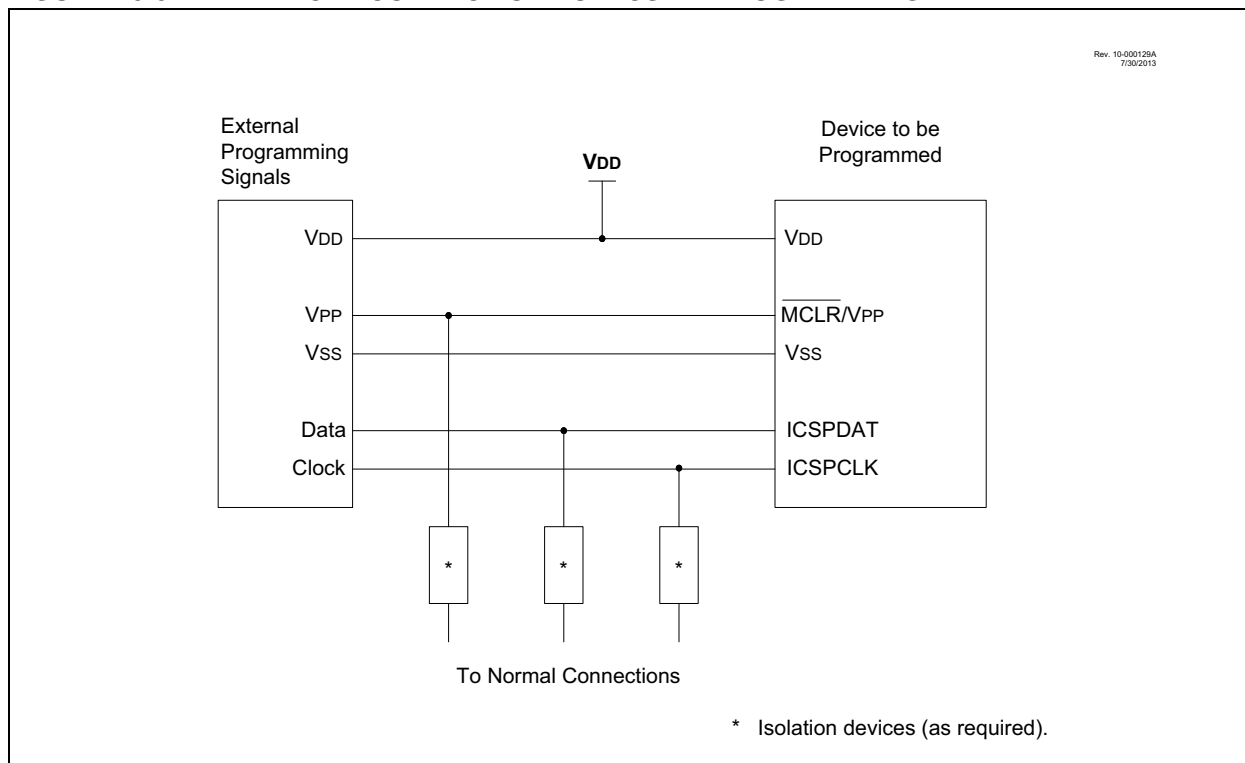 Rev. 10-000129A
7/30/2013
External
Programming
Signals
Device to be
Programmed
VDD
VDD
VDD
VPP
MCLR/VPP
VSS
VSS
Data
ICSPDAT
Clock
ICSPCLK
*
*
*
To Normal Connections
* Isolation devices (as required).